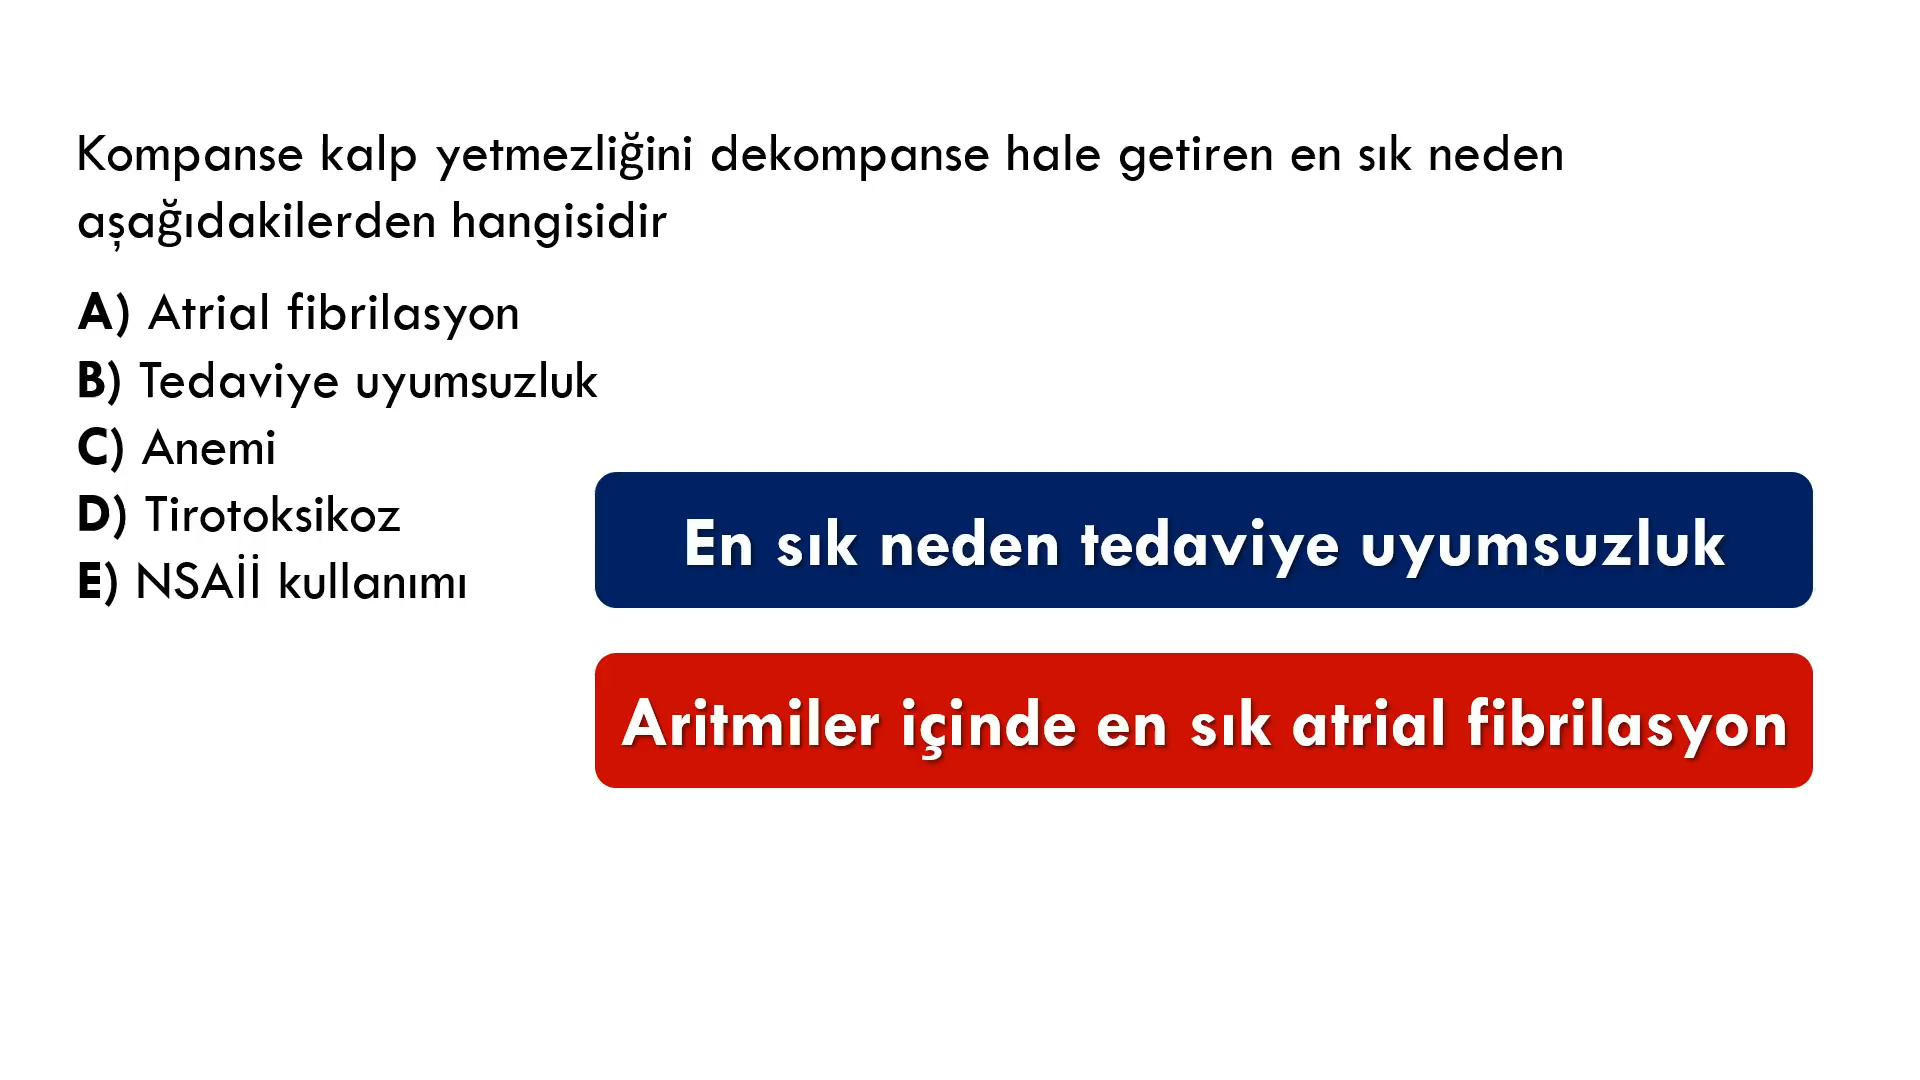 Kompanse kalp yetmezliğini dekompanse hale getiren en sık neden
aşağıdakilerden hangisidir
A) Atrial fibrilasyon
B) Tedaviye uyumsuzluk
C) Anemi
D) Tirotoksikoz
E) NSAİİ kullanımı
En sık neden tedaviye uyumsuzluk
Aritmiler içinde en sık atrial fibrilasyon